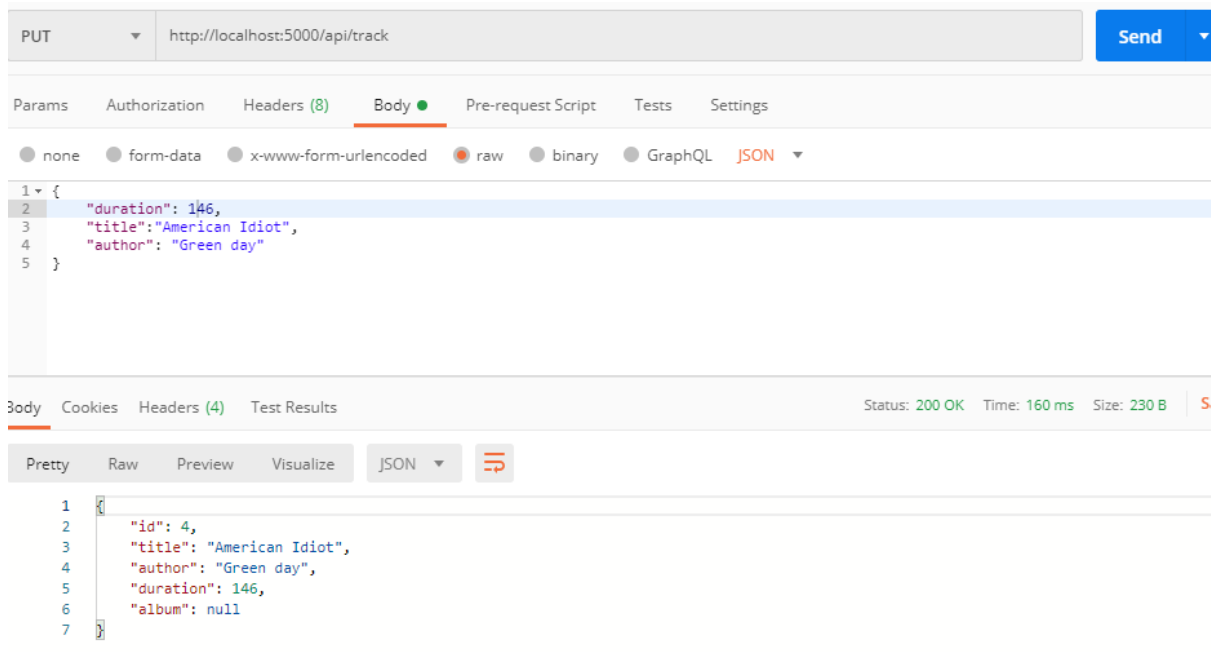 PUT http://localhost:5000/api/track Send
Params Authorization Headers (8) Body Pre-request Script Tests Settings
none form-data x-www-form-urlencoded raw binary GraphQL JSON
1 {
2 "duration": 146,
3 "title":"American Idiot",
4 "author": "Green day"
5 }
Body Cookies Headers (4) Test Results Status: 200 OK Time: 160 ms Size: 230 B
Pretty Raw Preview Visualize JSON
1 {
2 "id": 4,
3 "title": "American Idiot",
4 "author": "Green day",
5 "duration": 146,
6 "album": null
7 }